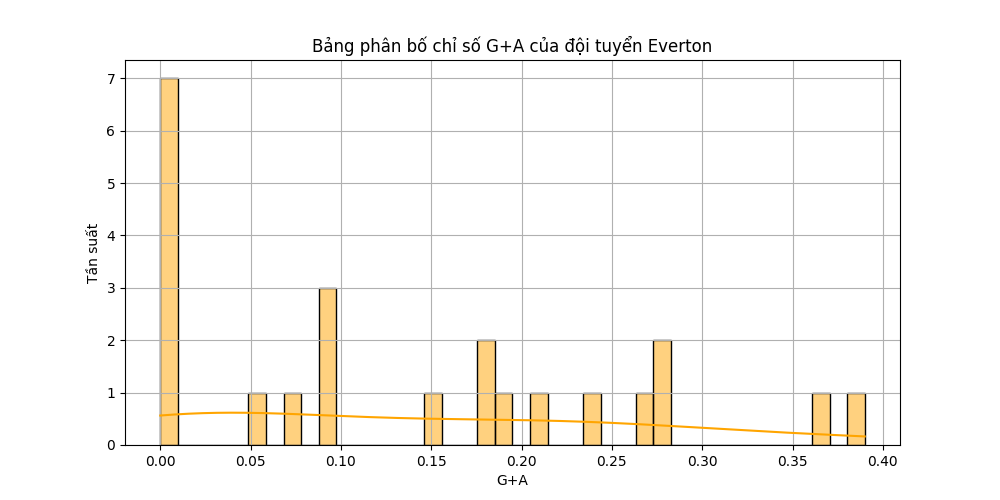 Bảng phân bố chỉ số G+A của đội tuyển Everton
Tần suất
7
6
5
4
3
2
1
0
0.00 0.05 0.10 0.15 0.20 0.25 0.30 0.35 0.40
G+A